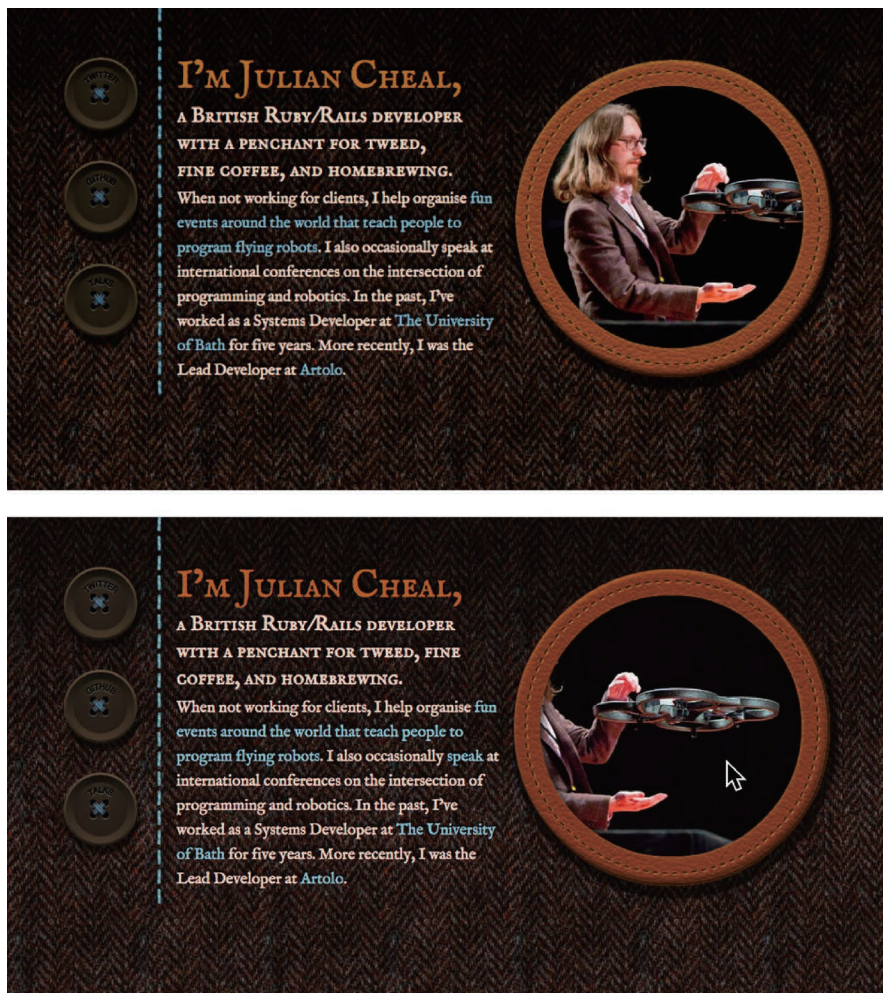 TWITTER
GITHUB
TALKS
I'm Julian Cheal,
a British Ruby/Rails developer
with a penchant for tweed,
fine coffee, and homebrewing.
When not working for clients, I help organise fun
events around the world that teach people to
program flying robots. I also occasionally speak at
international conferences on the intersection of
programming and robotics. In the past, I've
worked as a Systems Developer at The University
of Bath for five years. More recently, I was the
Lead Developer at Artolo.
TWITTER
GITHUB
TALKS
I'm Julian Cheal,
a British Ruby/Rails developer
with a penchant for tweed, fine
coffee, and homebrewing.
When not working for clients, I help organise fun
events around the world that teach people to
program flying robots. I also occasionally speak at
international conferences on the intersection of
programming and robotics. In the past, I've
worked as a Systems Developer at The University
of Bath for five years. More recently, I was the
Lead Developer at Artolo.